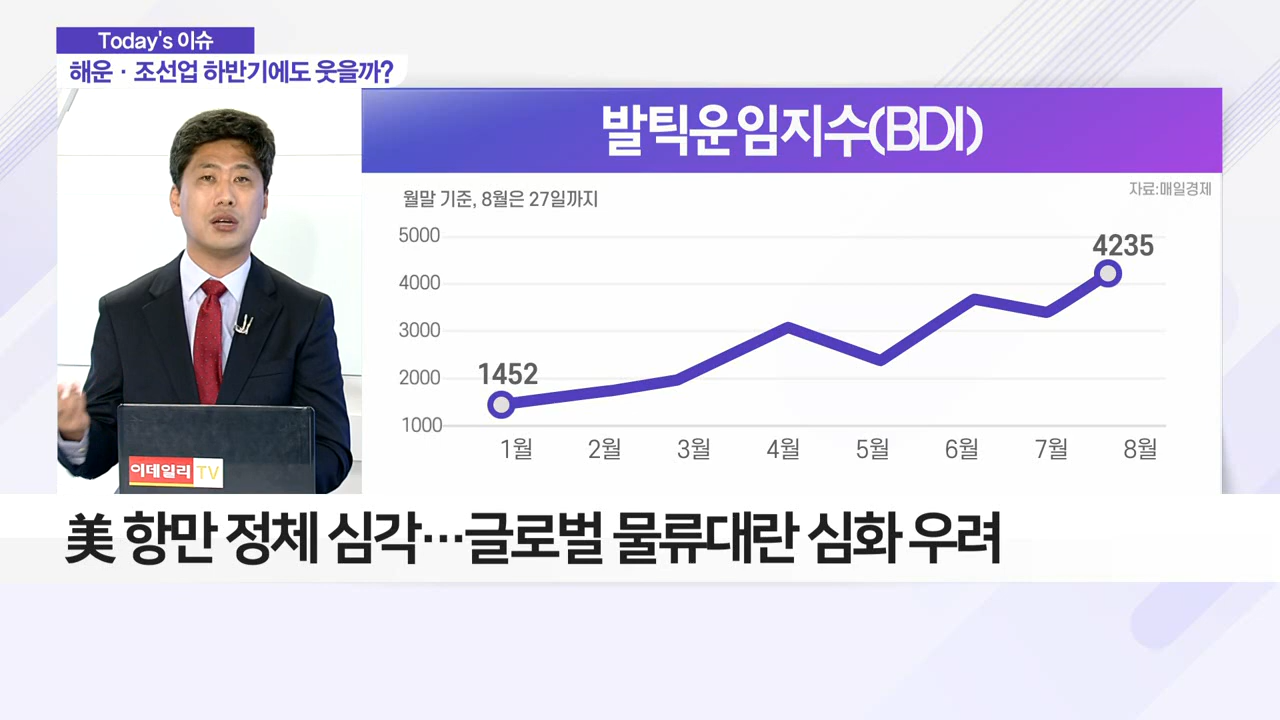 Today's 이슈
해운·조선업 하반기에도 웃을까?
발틱운임지수(BDI)
자료:매일경제
월말 기준, 8월은 27일까지
5000
4000
3000
2000
1000
4235
1452
1월 2월 3월 4월 5월 6월 7월 8월
이데일리 TV
美 항만 정체 심각…글로벌 물류대란 심화 우려